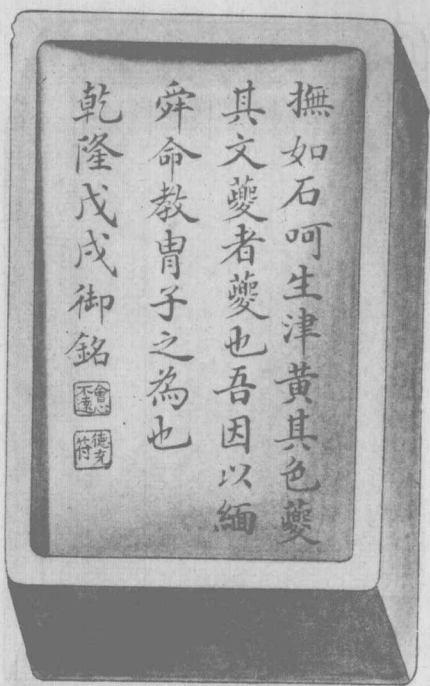 撫如石呵生津黄其色夔
其文夔者夔也吾因以緬
舜命教胄子之為也
乾隆戊戌御銘
會心不遠
德充符